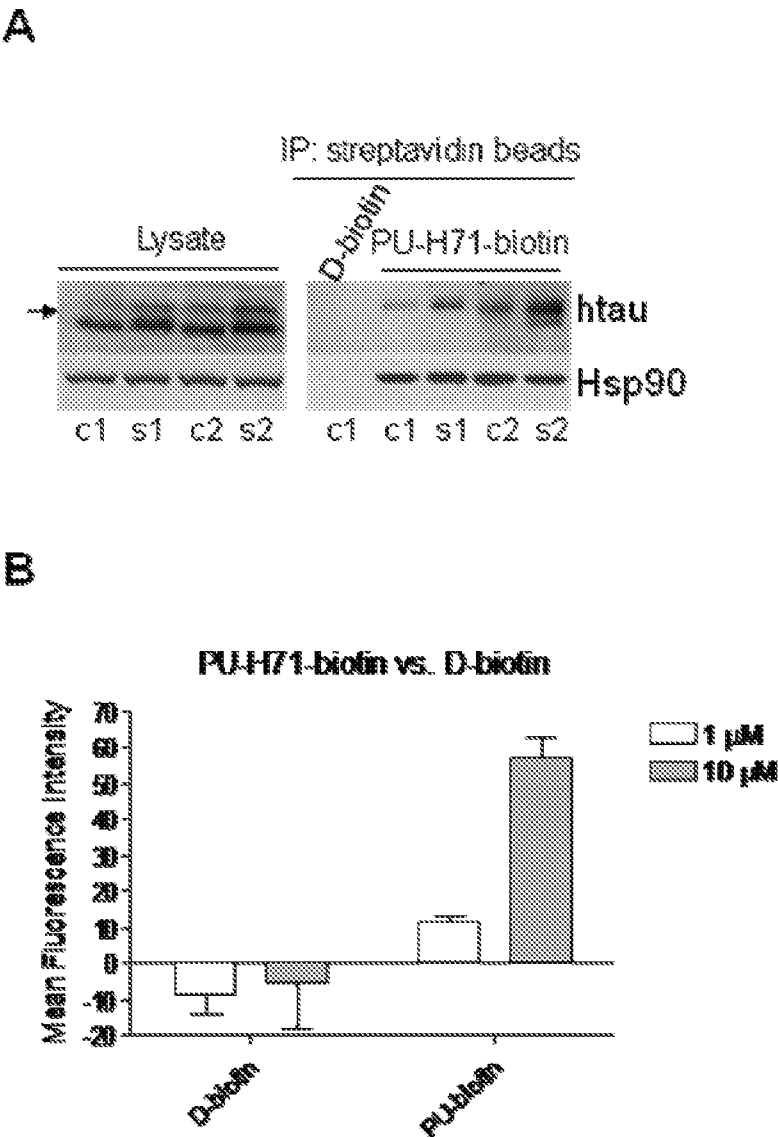 A
IP: streptavidin beads
Lysate
D-biotin
PU-H71-biotin
htau
Hsp90
c1 s1 c2 s2
c1 c1 s1 c2 s2
B
PU-H71-biotin vs. D-biotin
Mean Fluorescence Intensity
70
60
50
40
30
20
10
0
-10
-20
1 µM
10 µM
D-biotin
PU-biotin